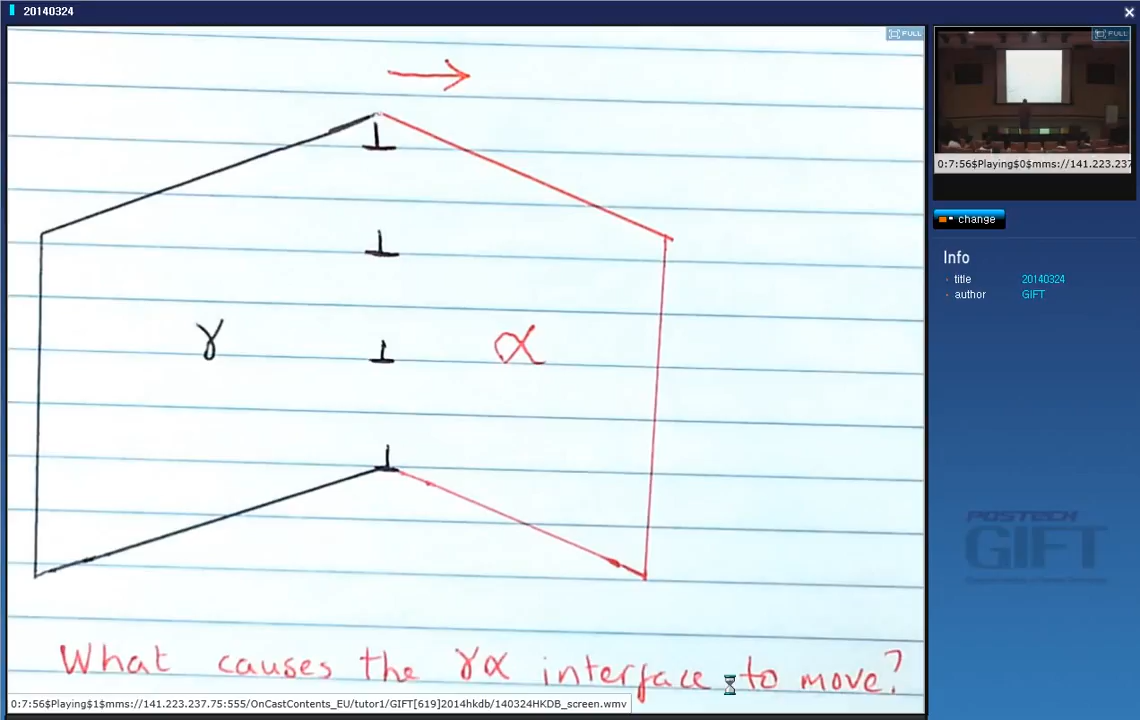 20140324
FULL
γ
α
What causes the γα interface to move?
0:7:56$Playing$1$mms://141.223.237.75:555/OnCastContents_EU/tutor1/GIFT[619]2014hkdb/140324HKDB_screen.wmv
FULL
0:7:56$Playing$0$mms://141.223.237
change
Info
title 20140324
author GIFT
POSTECH
GIFT